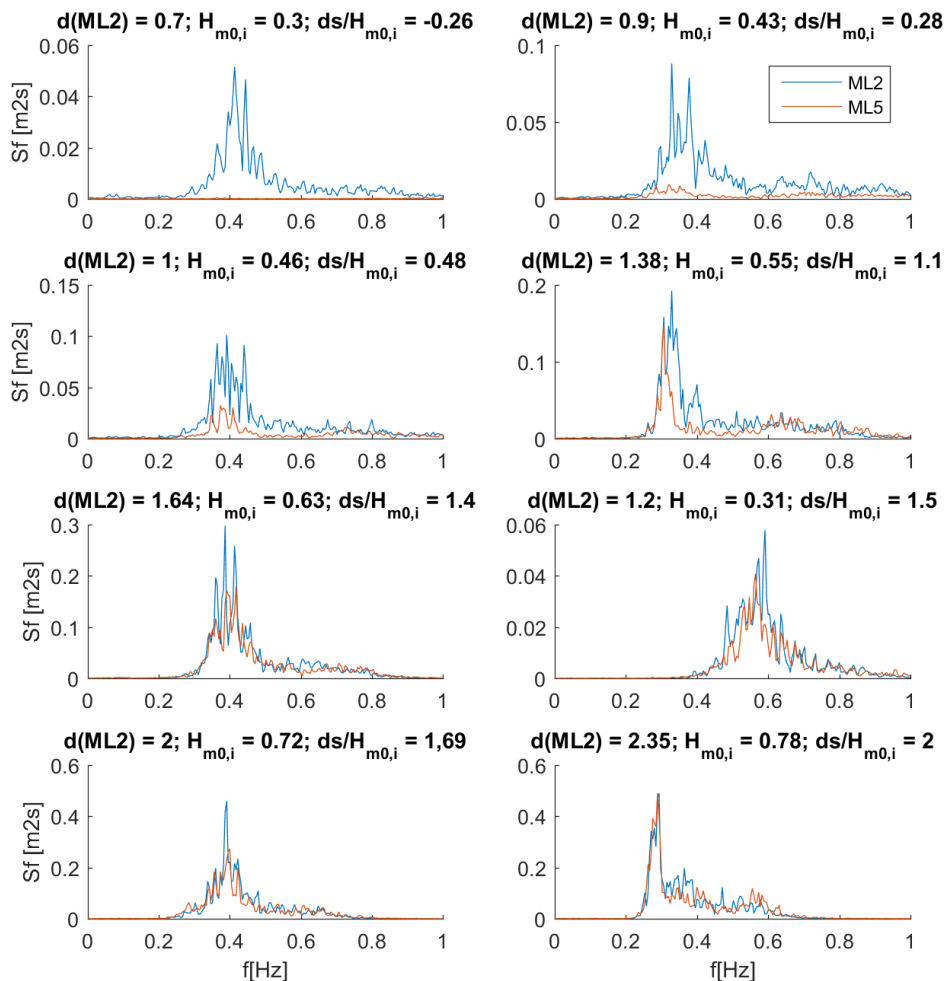 d(ML2) = 0.7; Hm0,i = 0.3; ds/Hm0,i = -0.26
d(ML2) = 0.9; Hm0,i = 0.43; ds/Hm0,i = 0.28
0.06
0.04
0.02
0
Sf [m2s]
0 0.2 0.4 0.6 0.8 1
0.1
0.05
0
ML2
ML5
0 0.2 0.4 0.6 0.8 1
d(ML2) = 1; Hm0,i = 0.46; ds/Hm0,i = 0.48
d(ML2) = 1.38; Hm0,i = 0.55; ds/Hm0,i = 1.1
0.15
0.1
0.05
0
Sf [m2s]
0 0.2 0.4 0.6 0.8 1
0.2
0.1
0
0 0.2 0.4 0.6 0.8 1
d(ML2) = 1.64; Hm0,i = 0.63; ds/Hm0,i = 1.4
d(ML2) = 1.2; Hm0,i = 0.31; ds/Hm0,i = 1.5
0.3
0.2
0.1
0
Sf [m2s]
0 0.2 0.4 0.6 0.8 1
0.06
0.04
0.02
0
0 0.2 0.4 0.6 0.8 1
d(ML2) = 2; Hm0,i = 0.72; ds/Hm0,i = 1,69
d(ML2) = 2.35; Hm0,i = 0.78; ds/Hm0,i = 2
0.6
0.4
0.2
0
Sf [m2s]
0 0.2 0.4 0.6 0.8 1
f[Hz]
0.6
0.4
0.2
0
0 0.2 0.4 0.6 0.8 1
f[Hz]